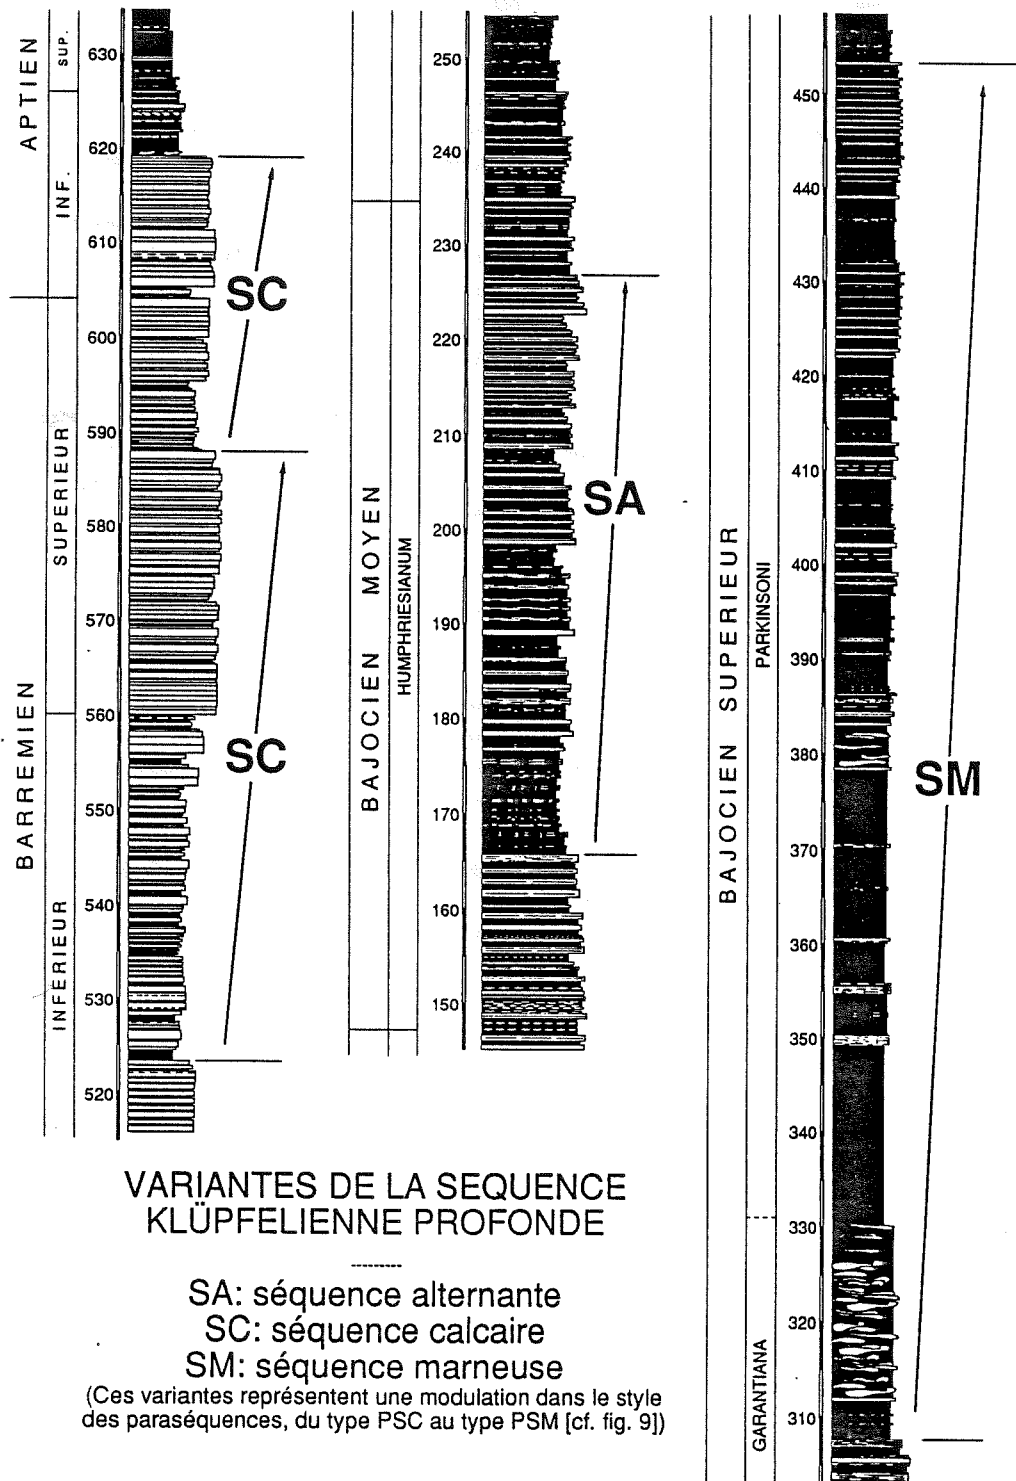 APTIEN
SUP.
INF.
BARREMIEN
SUPERIEUR
INFERIEUR
630
620
610
600
590
580
570
560
550
540
530
520
SC
SC
BAJOCIEN MOYEN
HUMPHRIESIANUM
250
240
230
220
210
200
190
180
170
160
150
SA
BAJOCIEN SUPERIEUR
PARKINSONI
GARANTIANA
450
440
430
420
410
400
390
380
370
360
350
340
330
320
310
SM
VARIANTES DE LA SEQUENCE
KLÜPFELIENNE PROFONDE
SA: séquence alternante
SC: séquence calcaire
SM: séquence marneuse
(Ces variantes représentent une modulation dans le style
des paraséquences, du type PSC au type PSM [cf. fig. 9])